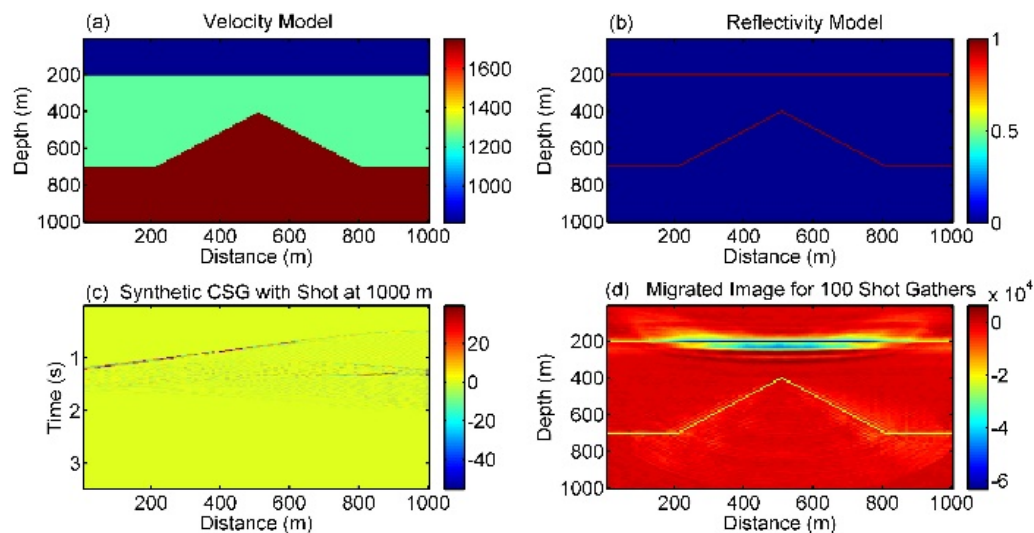 (a) Velocity Model
200
400
600
800
1000
Depth (m)
200 400 600 800 1000
Distance (m)
1600
1400
1200
1000
(b) Reflectivity Model
200
400
600
800
1000
Depth (m)
200 400 600 800 1000
Distance (m)
1
0.5
0
(c) Synthetic CSG with Shot at 1000 m
1
2
3
Time (s)
200 400 600 800 1000
Distance (m)
20
0
-20
-40
(d) Migrated Image for 100 Shot Gathers
x 10^4
200
400
600
800
1000
Depth (m)
200 400 600 800 1000
Distance (m)
0
-2
-4
-6